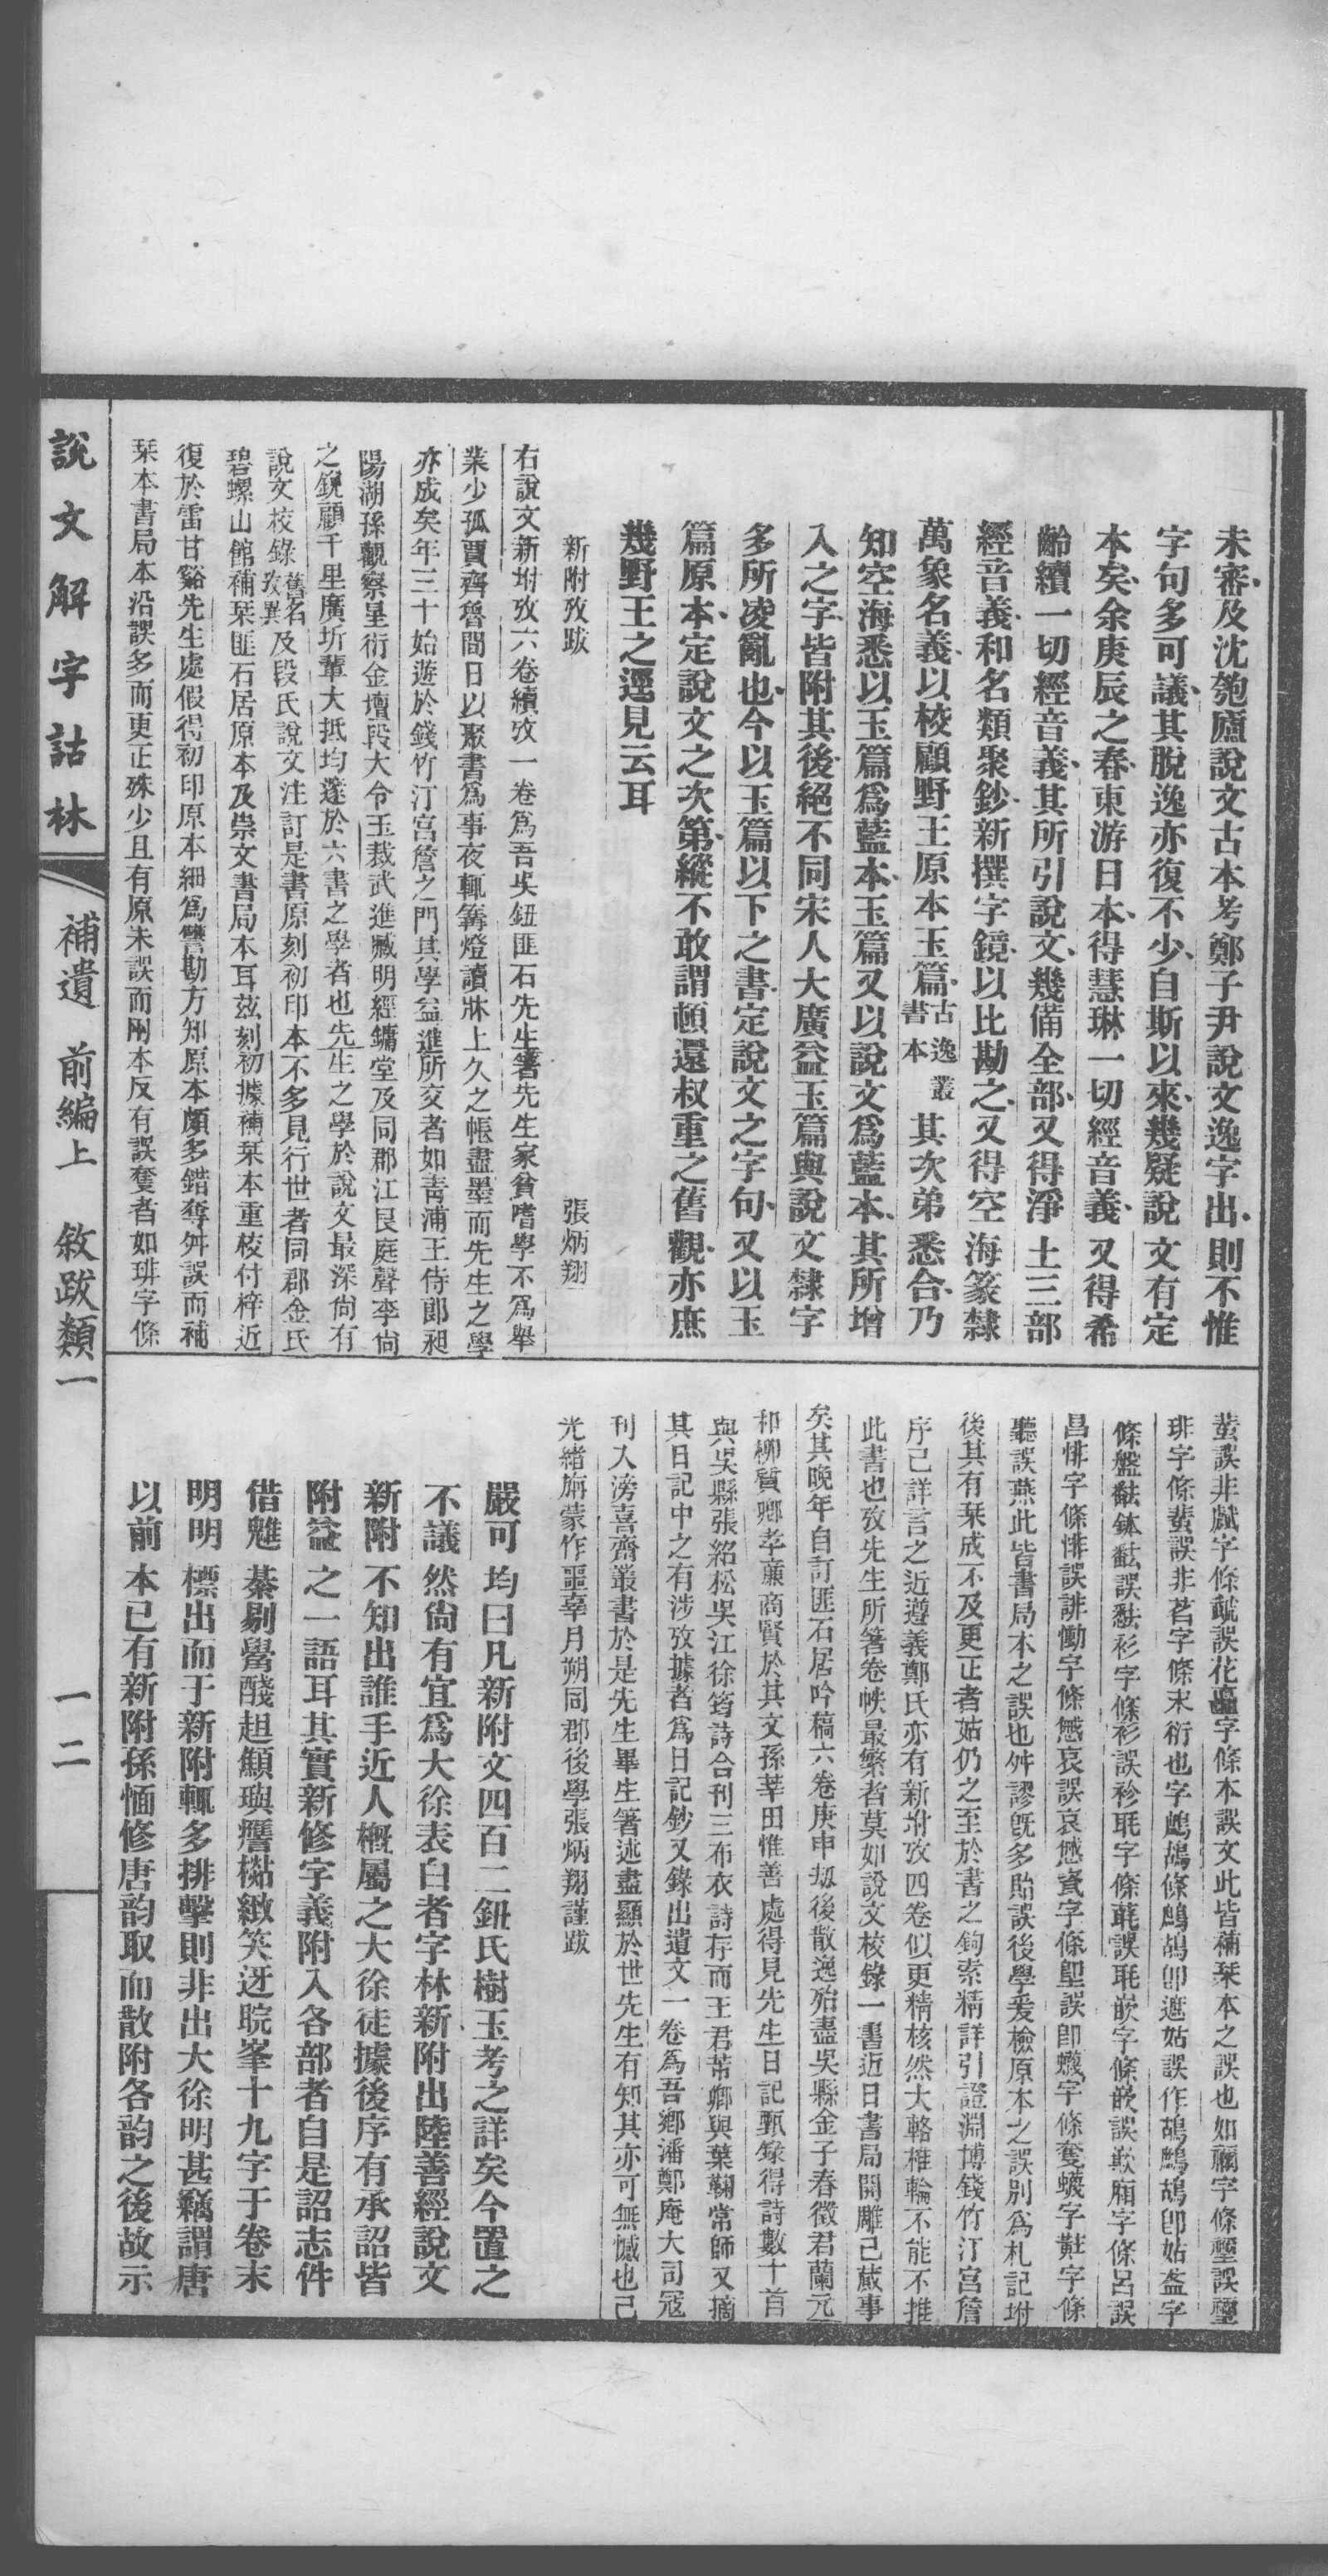 未審及沈匏廬說文古本考鄭子尹說文逸字出則不惟
字句多可議其脫逸亦復不少自斯以來幾疑說文有定
本矣余庚辰之春東游日本得慧琳一切經音義又得希
齡續一切經音義其所引說文幾備全部又得淨土三部
經音義和名類聚鈔新撰字鏡以比勘之又得空海篆隸
萬象名義以校顧野王原本玉篇古逸叢書本其次弟悉合乃
知空海悉以玉篇爲藍本玉篇又以說文爲藍本其所增
入之字皆附其後絕不同宋人大廣益玉篇與說文隸字
多所凌亂也今以玉篇以下之書定說文之字句又以玉
篇原本定說文之次第縱不敢謂頓還叔重之舊觀亦庶
幾野王之逕見云耳
新附攷跋 張炳翔
右說文新坿攷六卷續攷一卷爲吾吳鈕匪石先生箸先生家貧嗜學不爲舉
業少孤賈齊魯間日以聚書爲事夜輒篝燈讀牀上久之帳盡墨而先生之學
亦成矣年三十始遊於錢竹汀宮詹之門其學益進所交者如靑浦王侍郎昶
陽湖孫觀察星衍金壇段大令玉裁武進臧明經鏞堂及同郡江艮庭聲李尙
之銳顧千里廣圻輩大抵均邃於六書之學者也先生之學於說文最深尙有
說文校錄舊名攷異及段氏說文注訂是書原刻初印本不多見行世者同郡金氏
碧螺山館補栞匪石居原本及崇文書局本耳玆刻初據補栞本重校付梓近
復於雷甘谿先生處假得初印原本細爲讐勘方知原本頗多錯奪舛誤而補
栞本書局本沿誤多而更正殊少且有原未誤而兩本反有誤奪者如琲字條
蜚誤非虣字條虤誤花 字條本誤文此皆補栞本之誤也如禰字條壐誤璽
琲字條蜚誤非茗字條末衍也字鷓鴣條鷓鴣卽遮姑誤作鴣鷓鴣卽姑盋字
條盤盋鉢盋誤 衫字條衫誤袗毦字條毷誤毦嵌字條嵌誤欺廂字條呂誤
昌悱字條悱誤誹慟字條慼哀誤哀慼瓷字條 誤卽蠛字條奪蠛字 字條
聽誤燕此皆書局本之誤也舛謬旣多貽誤後學爰檢原本之誤別爲札記坿
後其有栞成不及更正者姑仍之至於書之鉤索精詳引證淵博錢竹汀宮詹
序已詳言之近遵義鄭氏亦有新坿攷四卷似更精核然大輅椎輪不能不推
此書也攷先生所箸卷帙最繁者莫如說文校錄一書近日書局開雕已蕆事
矣其晚年自訂匪石居吟稿六卷庚申刼後散逸殆盡吳縣金子春徵君蘭元
和柳質卿孝廉商賢於其文孫莘田惟善處得見先生日記甄錄得詩數十首
與吳縣張紹松吳江徐筠詩合刊三布衣詩存而王君芾卿與葉鞠常師又摘
其日記中之有涉攷據者爲日記鈔又錄出遺文一卷爲吾鄕潘鄭庵大司寇
刊入滂喜齋叢書於是先生畢生箸述盡顯於世先生有知其亦可無憾也已
光緖旃蒙作噩辜月朔同郡後學張炳翔謹跋
嚴可均曰凡新附文四百二鈕氏樹玉考之詳矣今置之
不議然尙有宜爲大徐表白者字林新附出陸善經說文
新附不知出誰手近人槪屬之大徐徒據後序有承詔皆
附益之一語耳其實新修字義附入各部者自是詔志件
借魋綦剔觷醆趄顦璵譍樾緻笑迓睆峯十九字于卷末
明明標出而于新附輒多排擊則非出大徐明甚竊謂唐
以前本已有新附孫愐修唐韵取而散附各韵之後故示
說文解字詁林
補遺 前編上 敘跋類一
一二